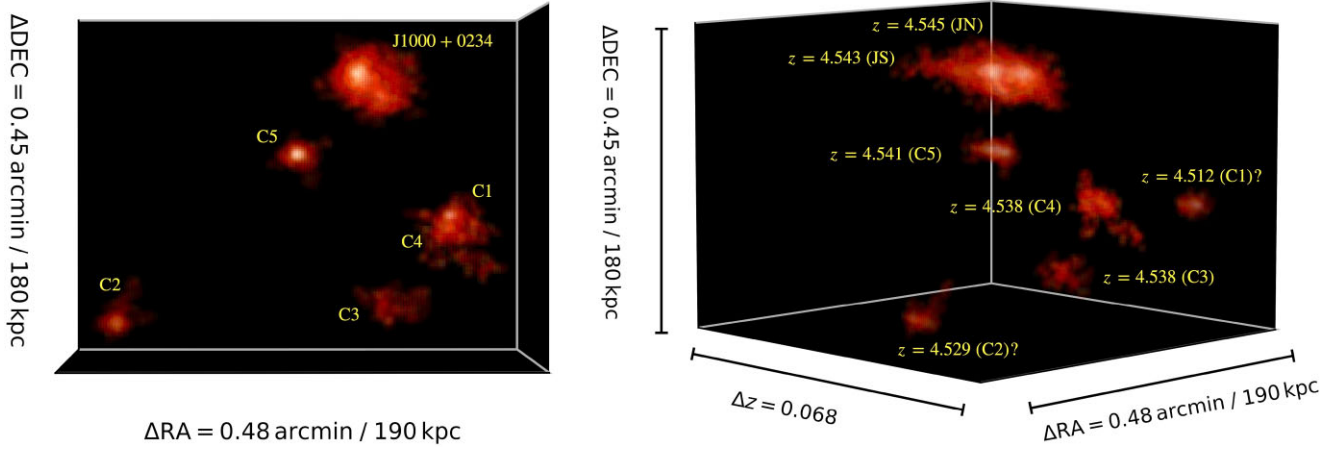 ΔDEC = 0.45 arcmin / 180 kpc
J1000 + 0234
C5
C1
C4
C2
C3
ΔRA = 0.48 arcmin / 190 kpc
ΔDEC = 0.45 arcmin / 180 kpc
z = 4.545 (JN)
z = 4.543 (JS)
z = 4.541 (C5)
z = 4.512 (C1)?
z = 4.538 (C4)
z = 4.538 (C3)
z = 4.529 (C2)?
Δz = 0.068
ΔRA = 0.48 arcmin / 190 kpc